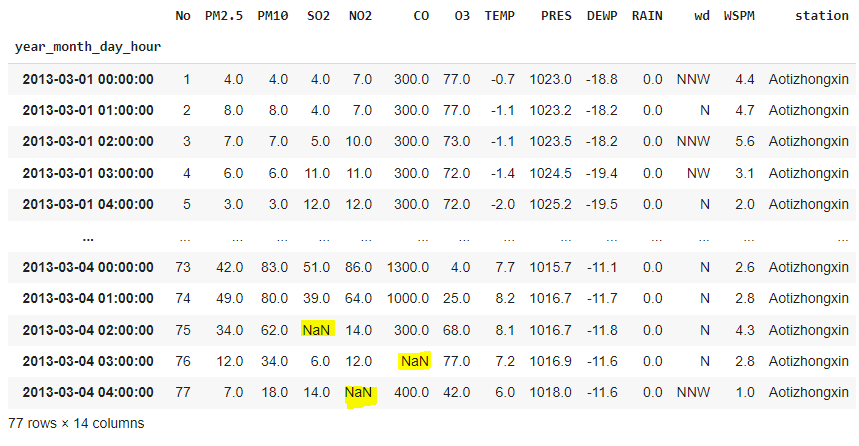 No PM2.5 PM10 SO2 NO2 CO O3 TEMP PRES DEWP RAIN wd WSPM station
year_month_day_hour
2013-03-01 00:00:00 1 4.0 4.0 4.0 7.0 300.0 77.0 -0.7 1023.0 -18.8 0.0 NNW 4.4 Aotizhongxin
2013-03-01 01:00:00 2 8.0 8.0 4.0 7.0 300.0 77.0 -1.1 1023.2 -18.2 0.0 N 4.7 Aotizhongxin
2013-03-01 02:00:00 3 7.0 7.0 5.0 10.0 300.0 73.0 -1.1 1023.5 -18.2 0.0 NNW 5.6 Aotizhongxin
2013-03-01 03:00:00 4 6.0 6.0 11.0 11.0 300.0 72.0 -1.4 1024.5 -19.4 0.0 NW 3.1 Aotizhongxin
2013-03-01 04:00:00 5 3.0 3.0 12.0 12.0 300.0 72.0 -2.0 1025.2 -19.5 0.0 N 2.0 Aotizhongxin
... ... ... ... ... ... ... ... ... ... ... ... ... ... ...
2013-03-04 00:00:00 73 42.0 83.0 51.0 86.0 1300.0 4.0 7.7 1015.7 -11.1 0.0 N 2.6 Aotizhongxin
2013-03-04 01:00:00 74 49.0 80.0 39.0 64.0 1000.0 25.0 8.2 1016.7 -11.7 0.0 N 2.8 Aotizhongxin
2013-03-04 02:00:00 75 34.0 62.0 NaN 14.0 300.0 68.0 8.1 1016.7 -11.8 0.0 N 4.3 Aotizhongxin
2013-03-04 03:00:00 76 12.0 34.0 6.0 12.0 NaN 77.0 7.2 1016.9 -11.6 0.0 N 2.8 Aotizhongxin
2013-03-04 04:00:00 77 7.0 18.0 14.0 NaN 400.0 42.0 6.0 1018.0 -11.6 0.0 NNW 1.0 Aotizhongxin
77 rows × 14 columns